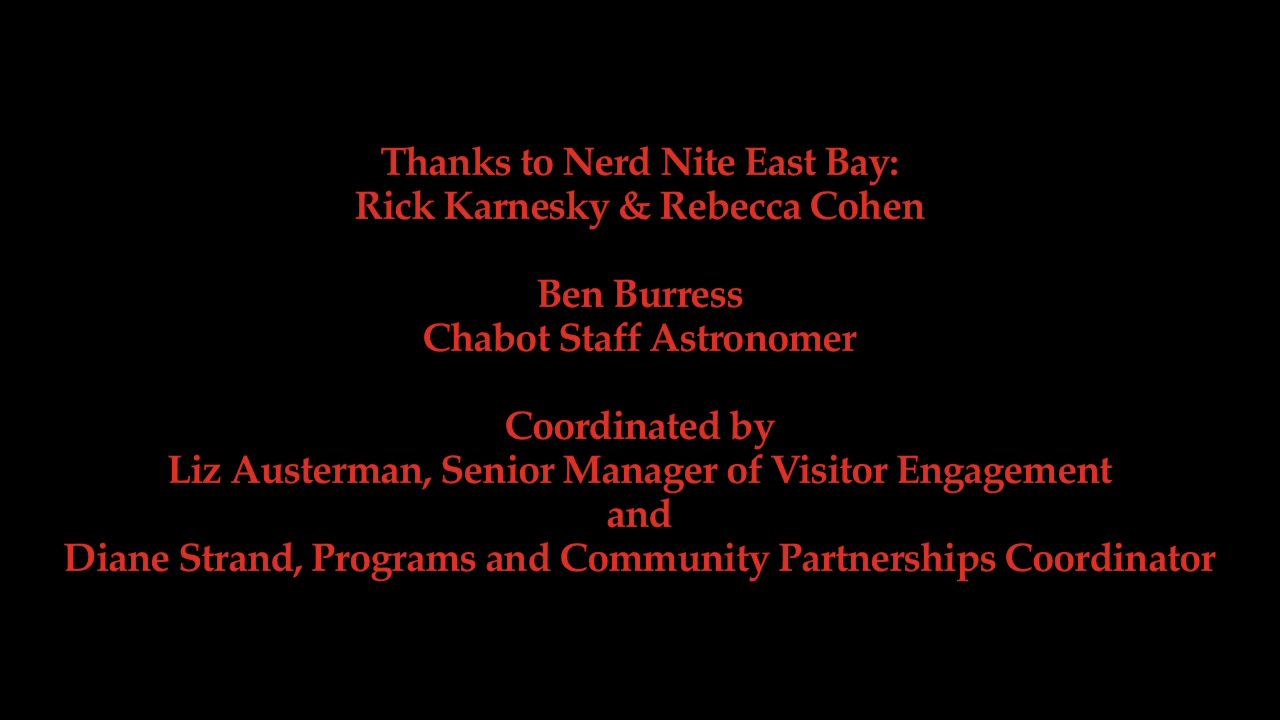 Thanks to Nerd Nite East Bay:
Rick Karnesky & Rebecca Cohen
Ben Burress
Chabot Staff Astronomer
Coordinated by
Liz Austerman, Senior Manager of Visitor Engagement
and
Diane Strand, Programs and Community Partnerships Coordinator